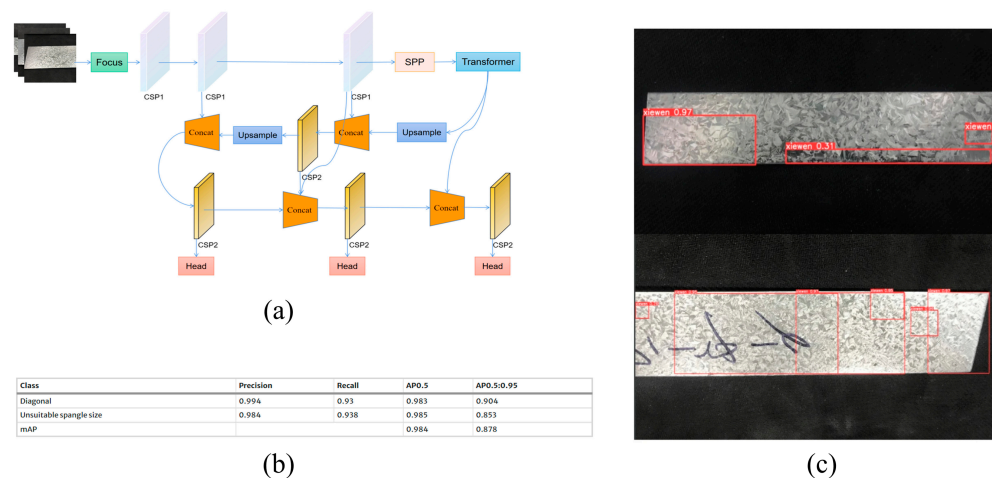 Focus
SPP
Transformer
CSP1
CSP1
CSP1
Concat
Upsample
Concat
Upsample
CSP2
Concat
Concat
CSP2
CSP2
CSP2
Head
Head
Head
(a)
Class Precision Recall AP0.5 AP0.5:0.95
Diagonal 0.994 0.93 0.983 0.904
Unsuitable spangle size 0.984 0.938 0.985 0.853
mAP 0.984 0.878
(b)
xiewen 0.97
xiewen
xiewen 0.31
(c)